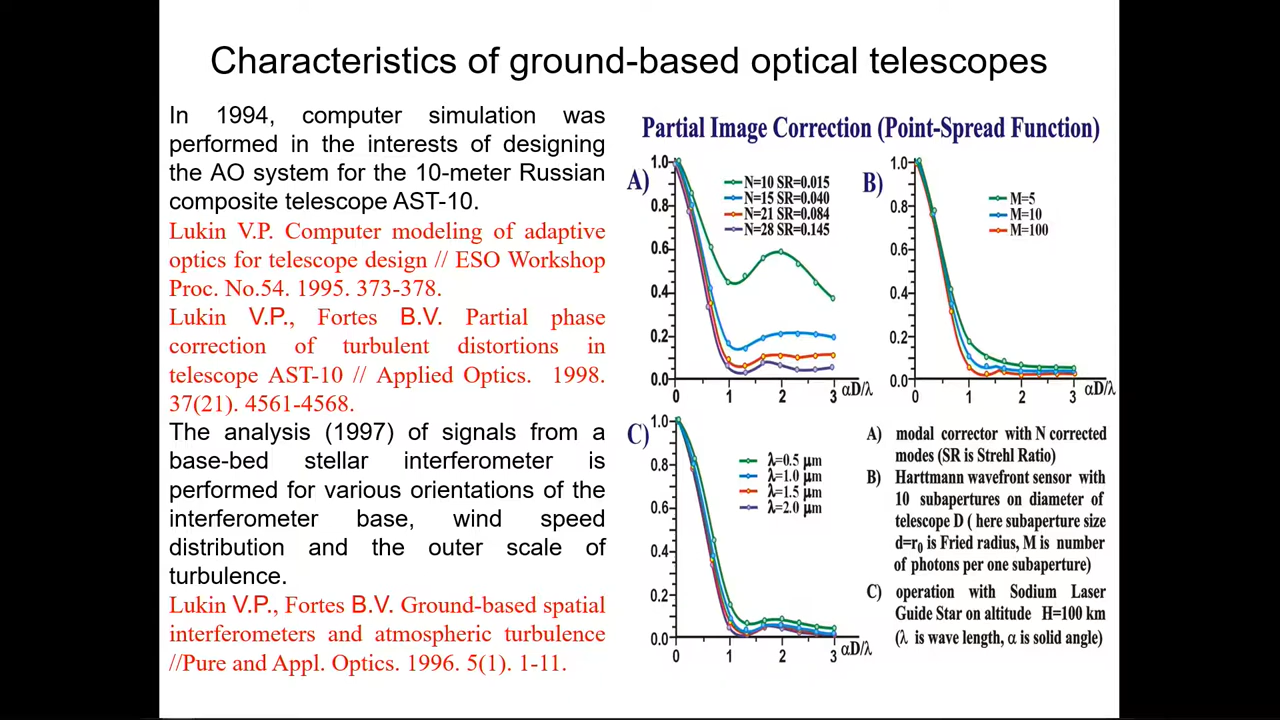 Characteristics of ground-based optical telescopes
In 1994, computer simulation was
performed in the interests of designing
the AO system for the 10-meter Russian
composite telescope AST-10.
Lukin V.P. Computer modeling of adaptive
optics for telescope design // ESO Workshop
Proc. No.54. 1995. 373-378.
Lukin V.P., Fortes B.V. Partial phase
correction of turbulent distortions in
telescope AST-10 // Applied Optics. 1998.
37(21). 4561-4568.
The analysis (1997) of signals from a
base-bed stellar interferometer is
performed for various orientations of the
interferometer base, wind speed
distribution and the outer scale of
turbulence.
Lukin V.P., Fortes B.V. Ground-based spatial
interferometers and atmospheric turbulence
//Pure and Appl. Optics. 1996. 5(1). 1-11.
Partial Image Correction (Point-Spread Function)
A)
1.0
0.8
0.6
0.4
0.2
0.0
0 1 2 3 αD/λ
N=10 SR=0.015
N=15 SR=0.040
N=21 SR=0.084
N=28 SR=0.145
B)
1.0
0.8
0.6
0.4
0.2
0.0
0 1 2 3 αD/λ
M=5
M=10
M=100
C)
1.0
0.8
0.6
0.4
0.2
0.0
0 1 2 3 αD/λ
λ=0.5 µm
λ=1.0 µm
λ=1.5 µm
λ=2.0 µm
A) modal corrector with N corrected
modes (SR is Strehl Ratio)
B) Harttmann wavefront sensor with
10 subapertures on diameter of
telescope D ( here subaperture size
d=r₀ is Fried radius, M is number
of photons per one subaperture)
C) operation with Sodium Laser
Guide Star on altitude H=100 km
(λ is wave length, α is solid angle)